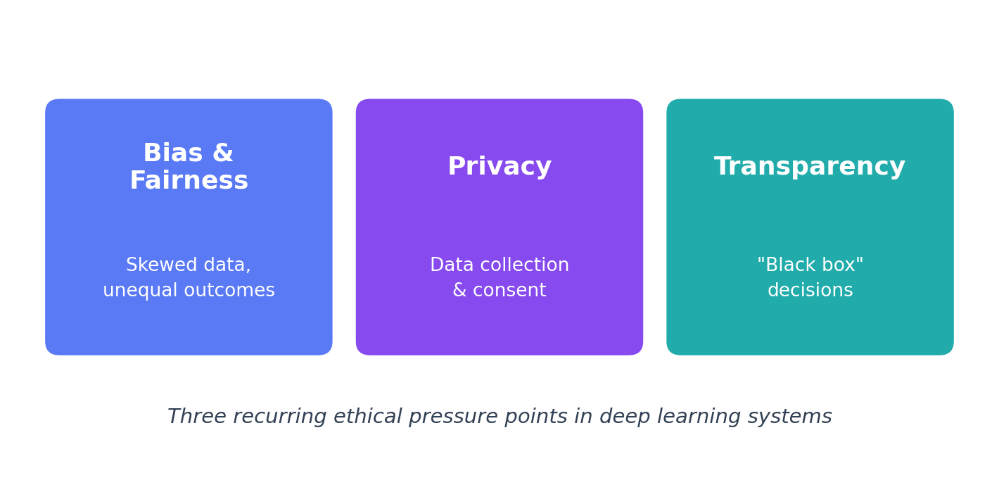 Bias &
Fairness
Skewed data,
unequal outcomes
Privacy
Data collection
& consent
Transparency
"Black box"
decisions
Three recurring ethical pressure points in deep learning systems